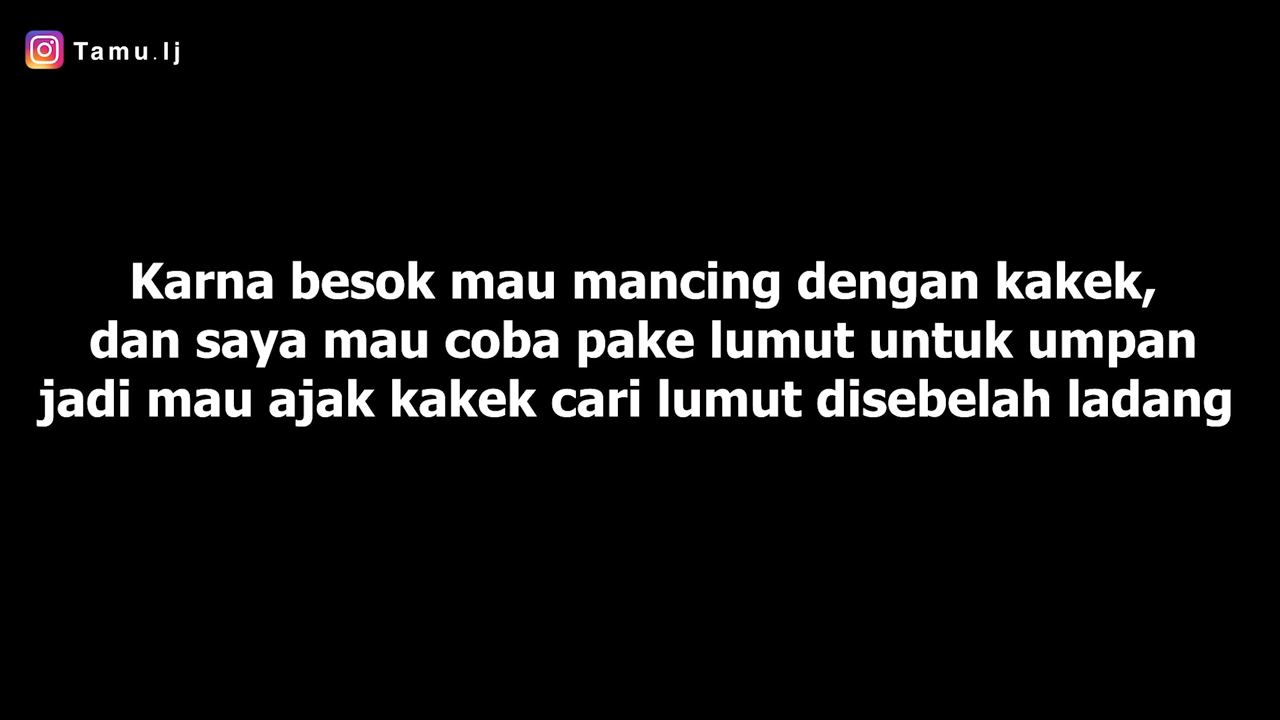 Tamu.lj
Karna besok mau mancing dengan kakek,
dan saya mau coba pake lumut untuk umpan
jadi mau ajak kakek cari lumut disebelah ladang